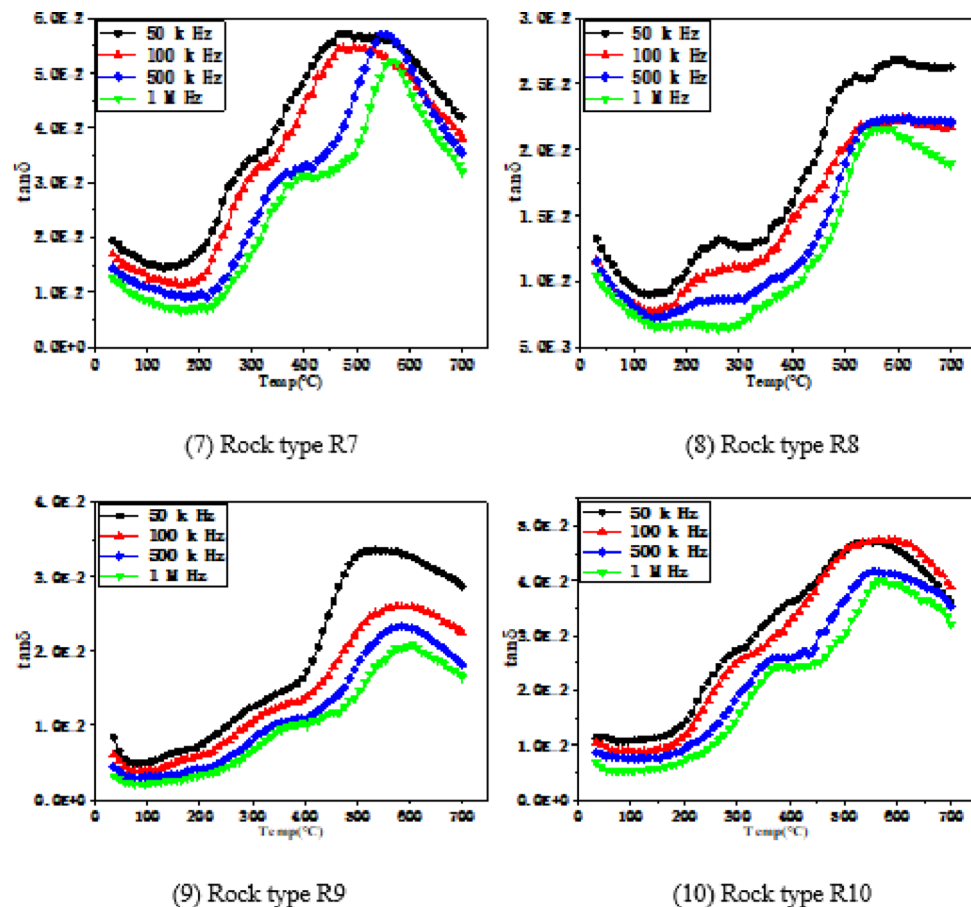 6.0E-2
50 k Hz
100 k Hz
500 k Hz
1 M Hz
5.0E-2
4.0E-2
3.0E-2
2.0E-2
1.0E-2
0.0E+0
tanδ
0 100 200 300 400 500 600 700
Temp(°C)
(7) Rock type R7
3.0E-2
50 k Hz
100 k Hz
500 k Hz
1 M Hz
2.5E-2
2.0E-2
1.5E-2
1.0E-2
5.0E-3
tanδ
0 100 200 300 400 500 600 700
Temp(°C)
(8) Rock type R8
4.0E-2
50 k Hz
100 k Hz
500 k Hz
1 M Hz
3.0E-2
2.0E-2
1.0E-2
0.0E+0
tanδ
0 100 200 300 400 500 600 700
Temp(°C)
(9) Rock type R9
50 k Hz
100 k Hz
500 k Hz
1 M Hz
5.0E-2
4.0E-2
3.0E-2
2.0E-2
1.0E-2
0.0E+0
tanδ
0 100 200 300 400 500 600 700
Temp(°C)
(10) Rock type R10